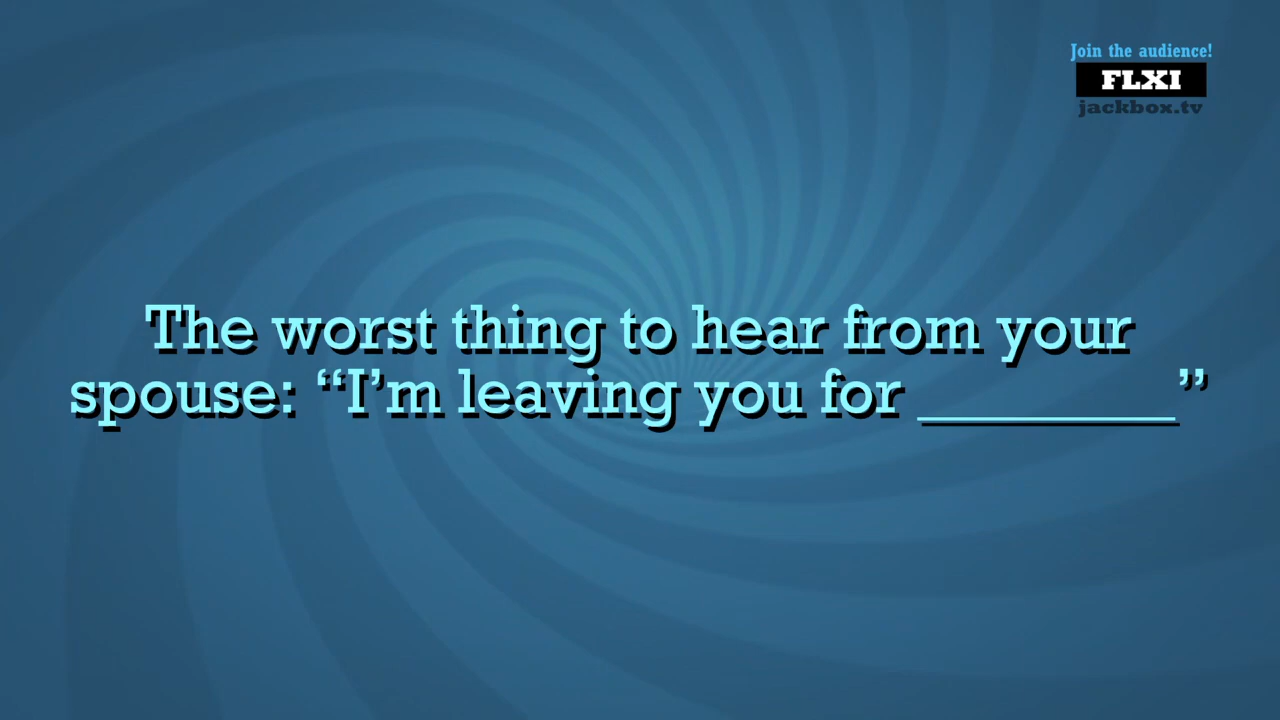 Join the audience!
FLXI
jackbox.tv
The worst thing to hear from your
spouse: “I’m leaving you for ________”